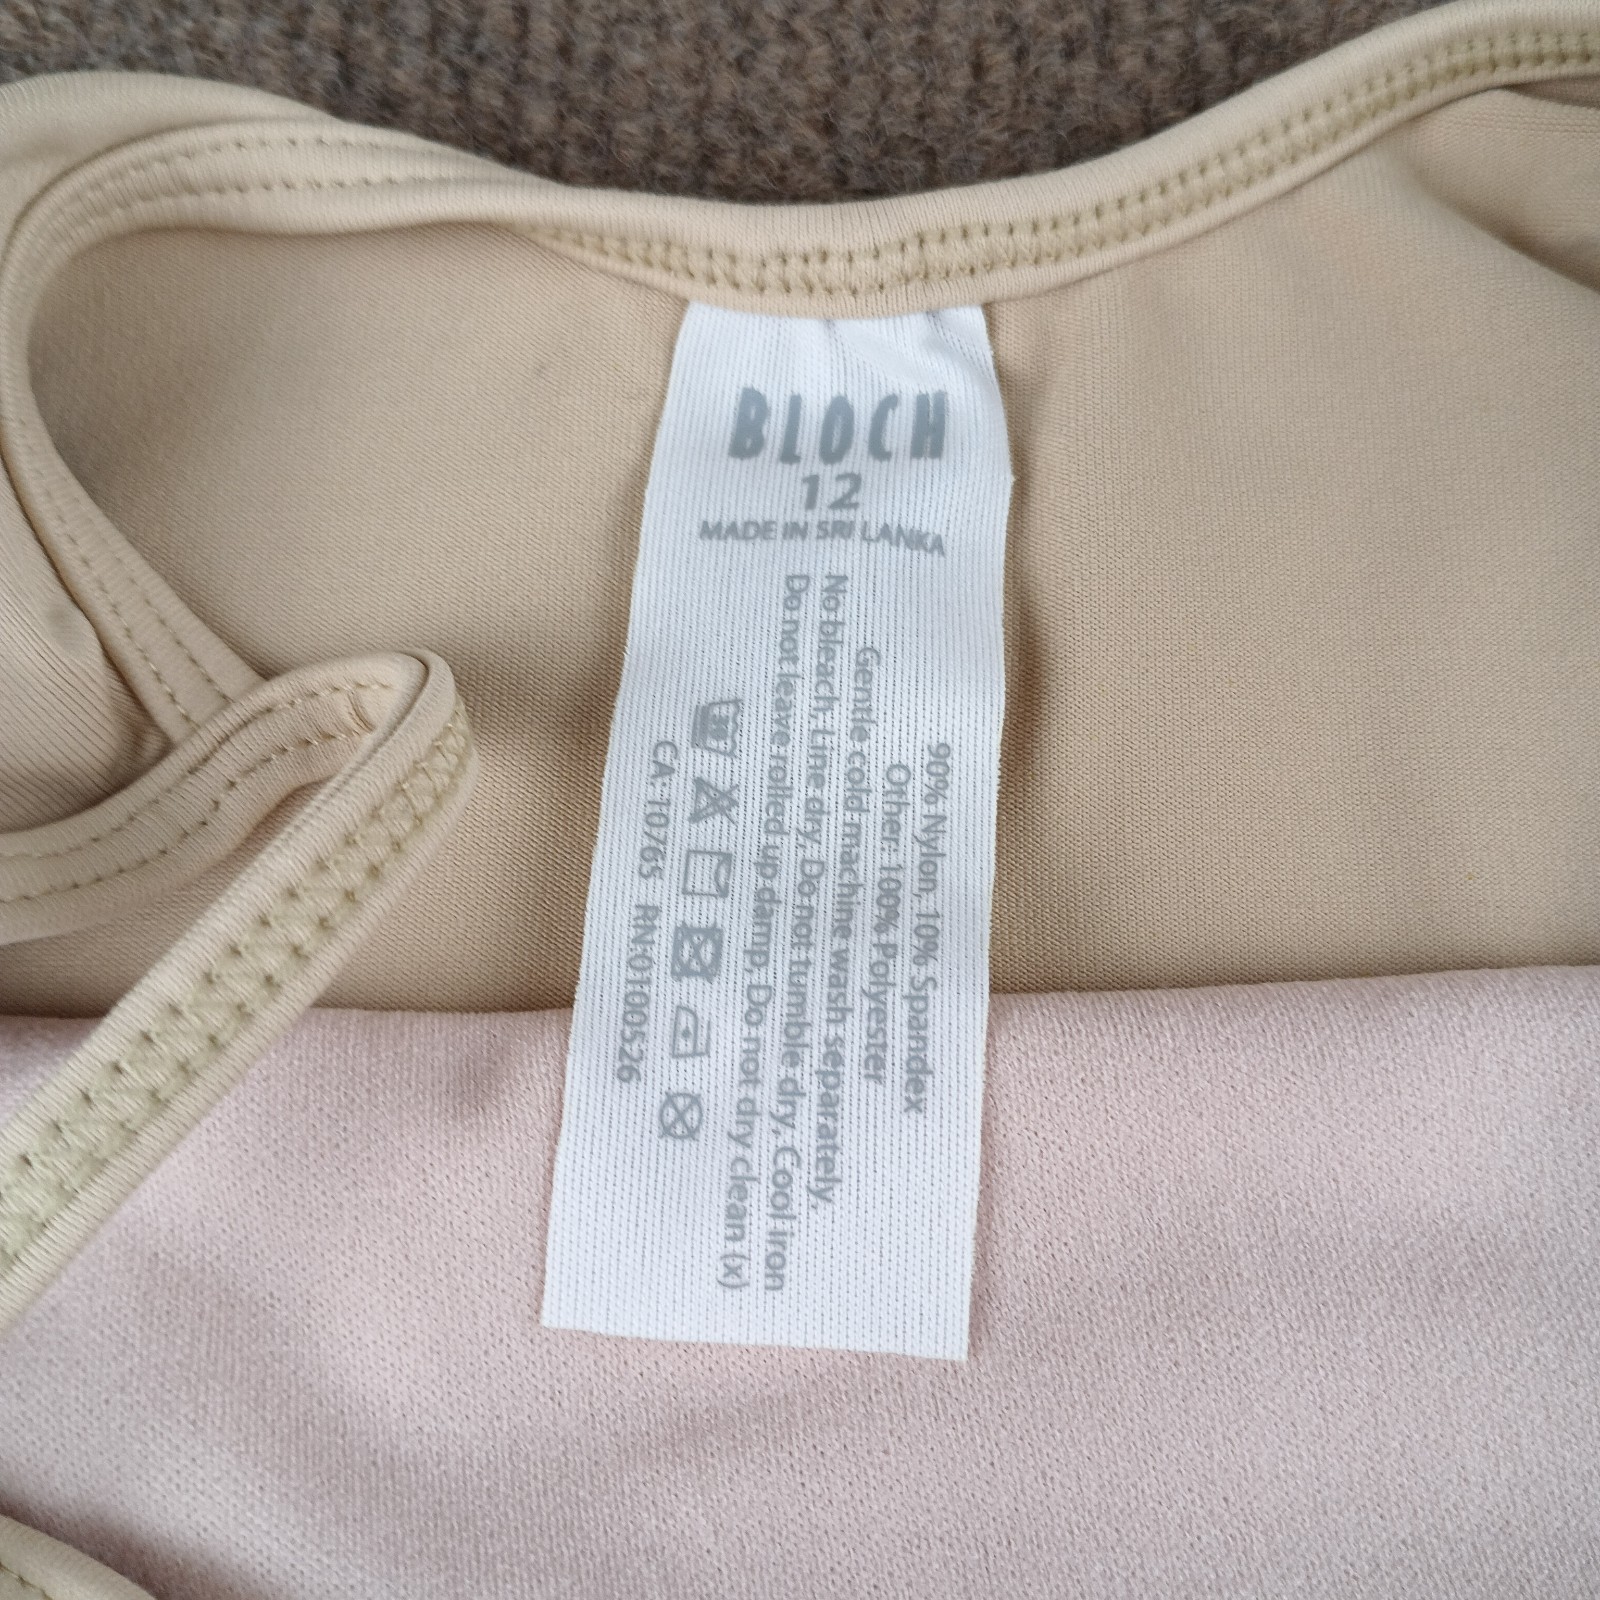 BLOCH
12
MADE IN SRI LANKA
90% Nylon, 10% Spandex
Other: 100% Polyester
Gentle cold machine wash separately,
No bleach, Line dry, Do not tumble dry, Cool iron
Do not leave rolled up damp, Do not dry clean (x)
CA: 10765 RN:0100526